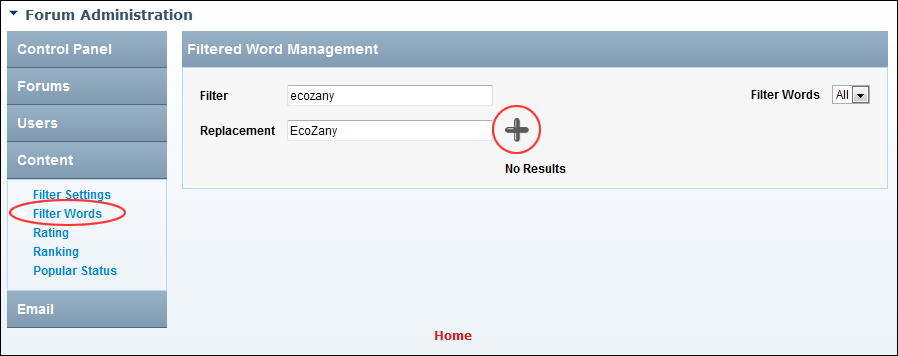 Forum Administration
Control Panel
Forums
Users
Content
Filter Settings
Filter Words
Rating
Ranking
Popular Status
Email
Filtered Word Management
Filter ecozany Filter Words All
Replacement EcoZany
No Results
Home